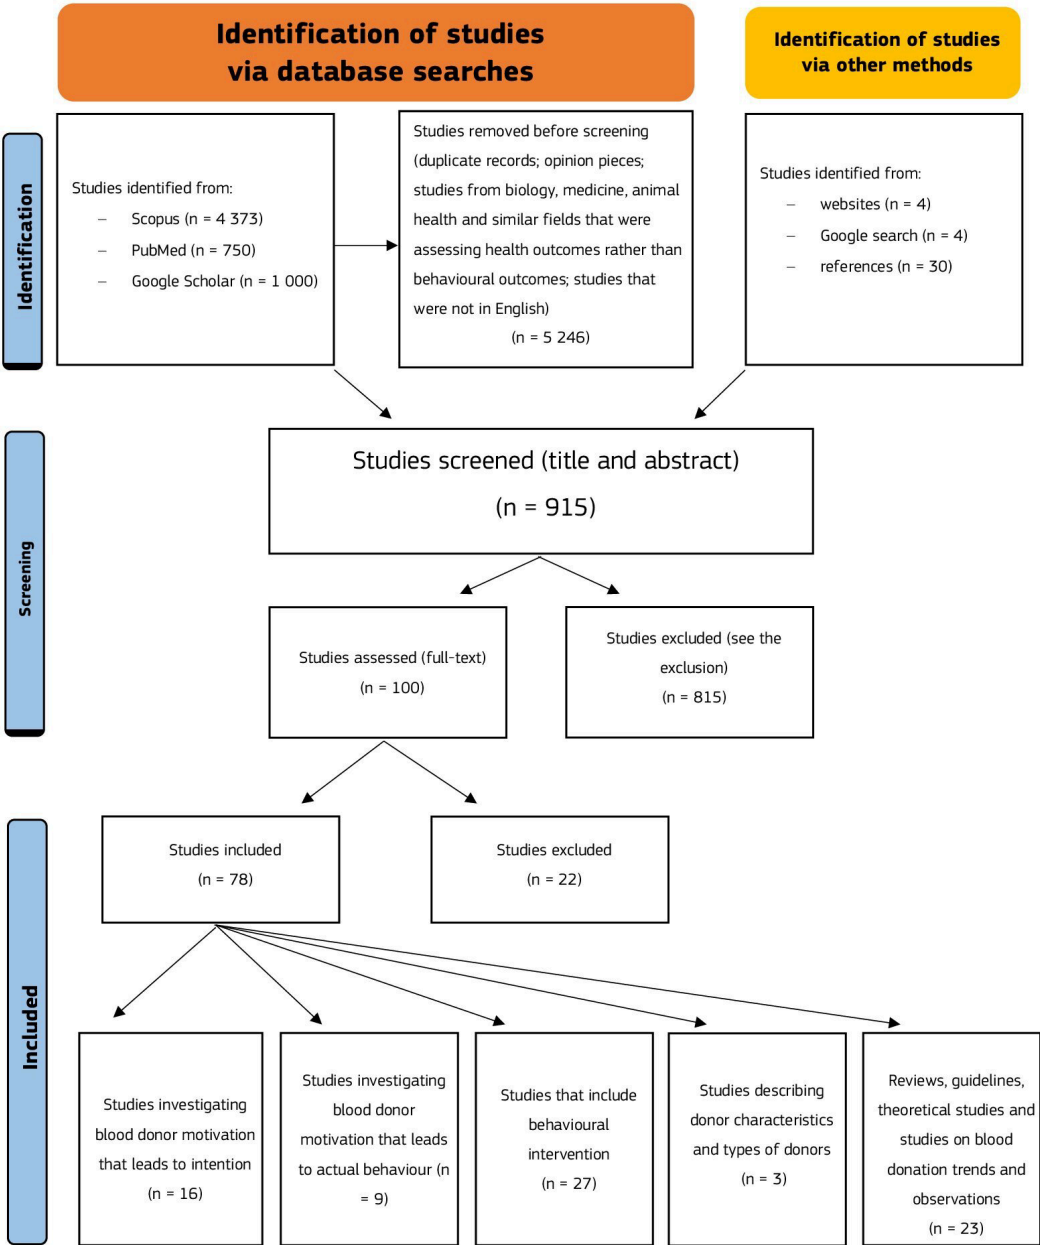 Identification of studies
via database searches
Identification of studies
via other methods
Identification
Studies identified from:
– Scopus (n = 4 373)
– PubMed (n = 750)
– Google Scholar (n = 1 000)
Studies removed before screening
(duplicate records; opinion pieces;
studies from biology, medicine, animal
health and similar fields that were
assessing health outcomes rather than
behavioural outcomes; studies that
were not in English)
(n = 5 246)
Studies identified from:
– websites (n = 4)
– Google search (n = 4)
– references (n = 30)
Screening
Studies screened (title and abstract)
(n = 915)
Studies assessed (full-text)
(n = 100)
Studies excluded (see the
exclusion)
(n = 815)
Included
Studies included
(n = 78)
Studies excluded
(n = 22)
Studies investigating
blood donor motivation
that leads to intention
(n = 16)
Studies investigating
blood donor
motivation that leads
to actual behaviour (n
= 9)
Studies that include
behavioural
intervention
(n = 27)
Studies describing
donor characteristics
and types of donors
(n = 3)
Reviews, guidelines,
theoretical studies and
studies on blood
donation trends and
observations
(n = 23)